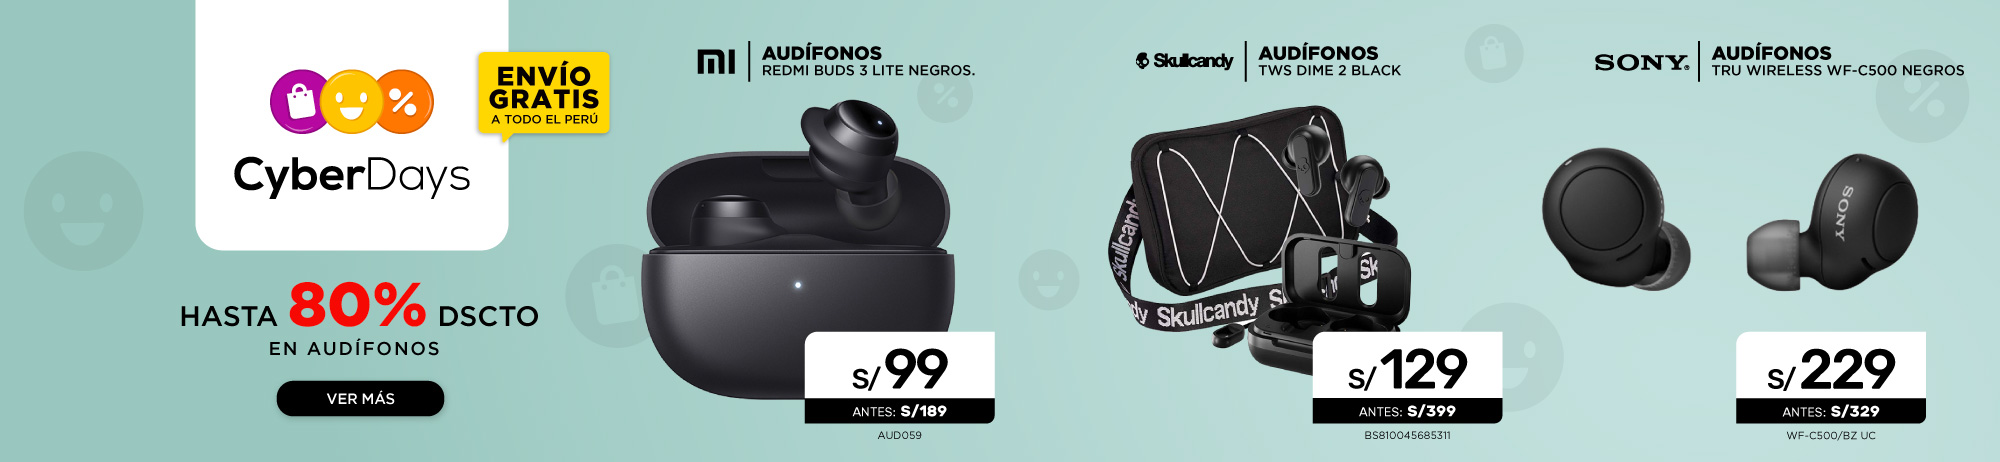 CyberDays
ENVÍO
GRATIS
A TODO EL PERÚ
HASTA 80% DSCTO
EN AUDÍFONOS
VER MÁS
MI
AUDÍFONOS
REDMI BUDS 3 LITE NEGROS.
S/99
ANTES: S/189
AUD059
Skullcandy
AUDÍFONOS
TWS DIME 2 BLACK
Skullcandy
Skullcandy
S/129
ANTES: S/399
BS810045685311
SONY®
AUDÍFONOS
TRU WIRELESS WF-C500 NEGROS
SONY
S/229
ANTES: S/329
WF-C500/BZ UC